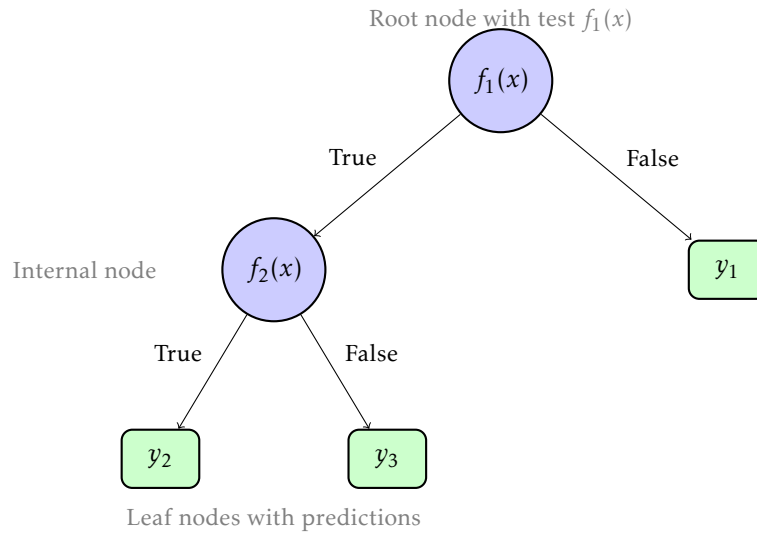 Root node with test f₁(x)
f₁(x)
True
False
Internal node
f₂(x)
y₁
True
False
y₂
y₃
Leaf nodes with predictions